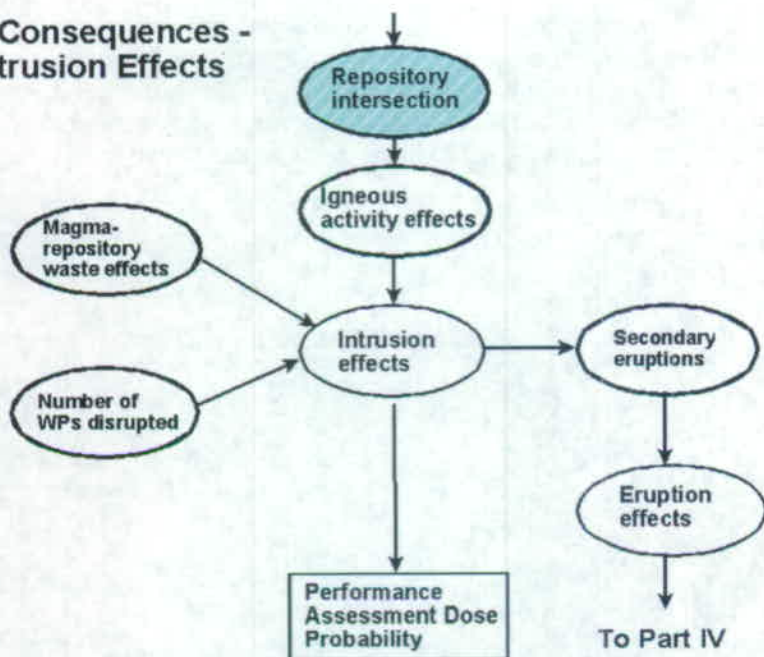 Consequences -
trusion Effects
Repository
intersection
Igneous
activity effects
Magma-
repository
waste effects
Intrusion
effects
Secondary
eruptions
Number of
WPs disrupted
Eruption
effects
Performance
Assessment Dose
Probability
To Part IV